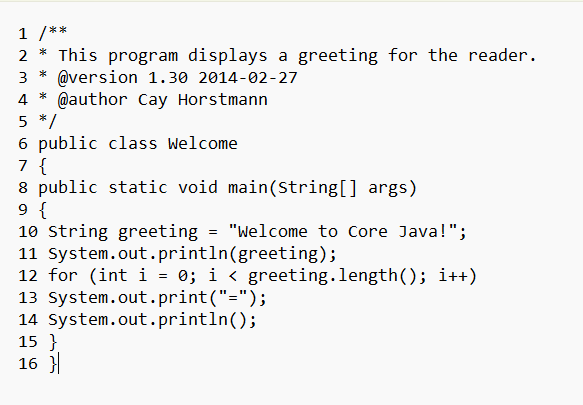 1 /**
2 * This program displays a greeting for the reader.
3 * @version 1.30 2014-02-27
4 * @author Cay Horstmann
5 */
6 public class Welcome
7 {
8 public static void main(String[] args)
9 {
10 String greeting = "Welcome to Core Java!";
11 System.out.println(greeting);
12 for (int i = 0; i < greeting.length(); i++)
13 System.out.print("=");
14 System.out.println();
15 }
16 }